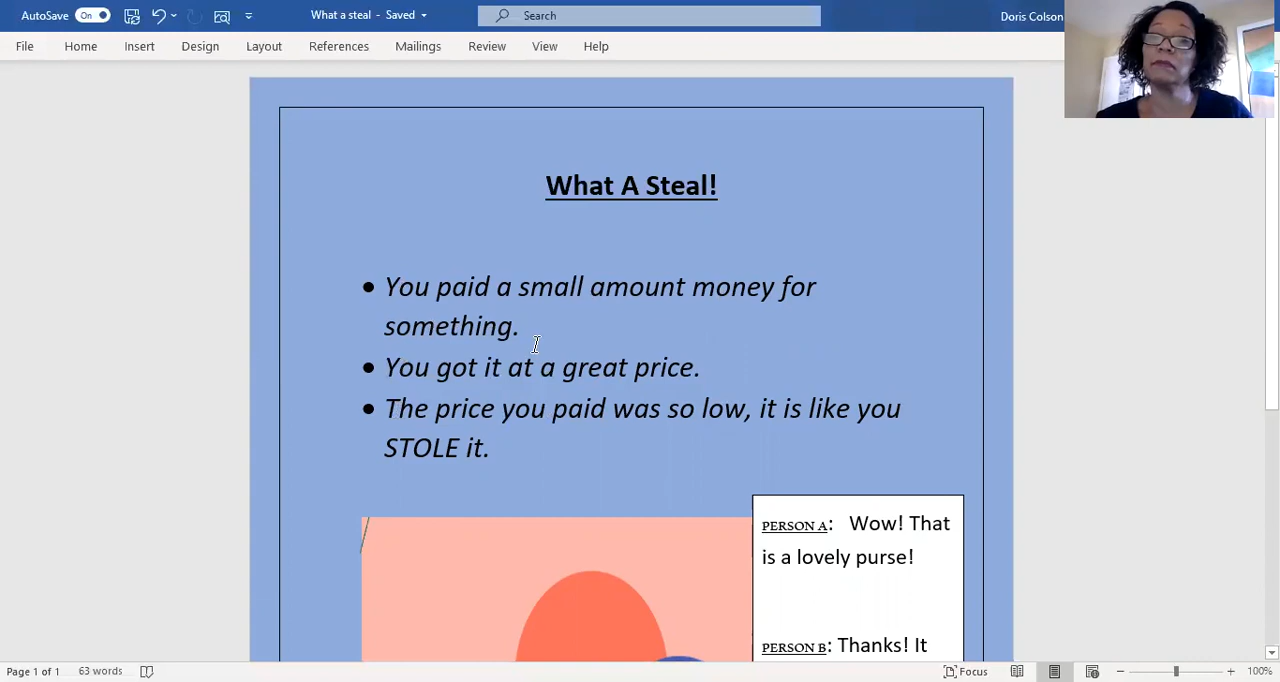 AutoSave On What a steal - Saved Search Doris Colson
File Home Insert Design Layout References Mailings Review View Help
What A Steal!
• You paid a small amount money for
something.
• You got it at a great price.
• The price you paid was so low, it is like you
STOLE it.
PERSON A: Wow! That
is a lovely purse!
PERSON B: Thanks! It
Page 1 of 1 63 words Focus 100%